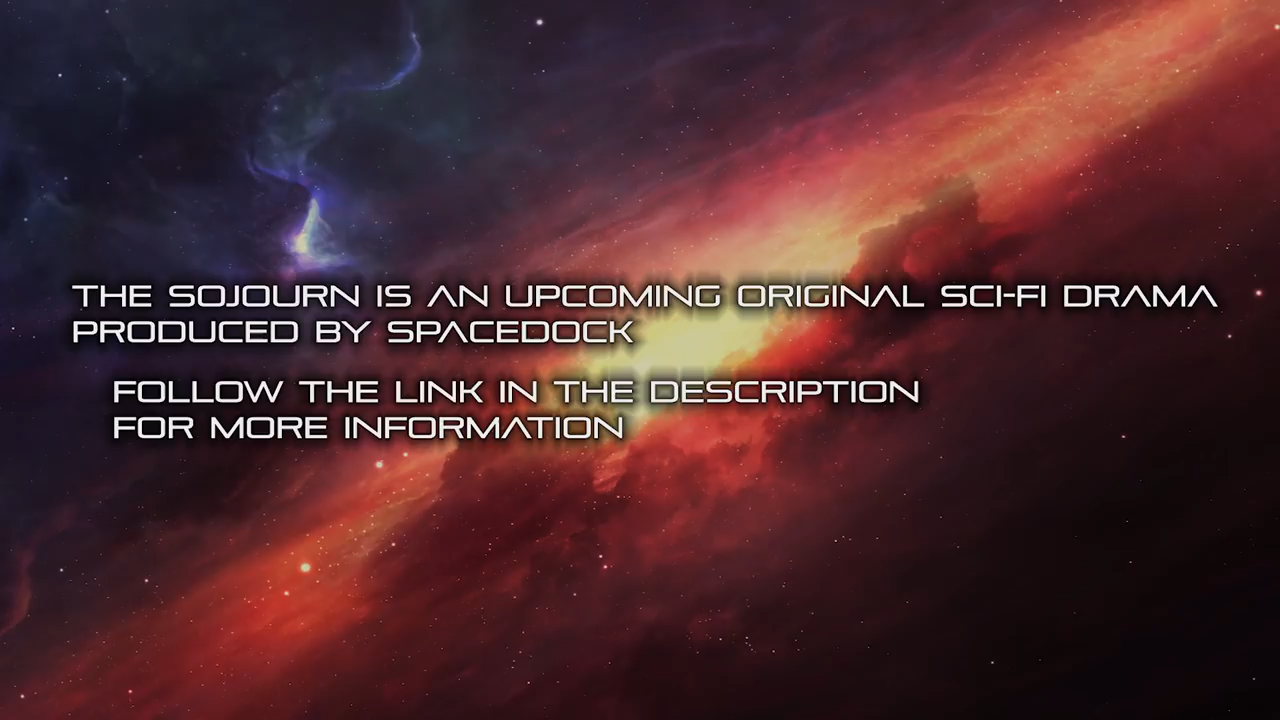 THE SOJOURN IS AN UPCOMING ORIGINAL SCI-FI DRAMA
PRODUCED BY SPACEDOCK
FOLLOW THE LINK IN THE DESCRIPTION
FOR MORE INFORMATION